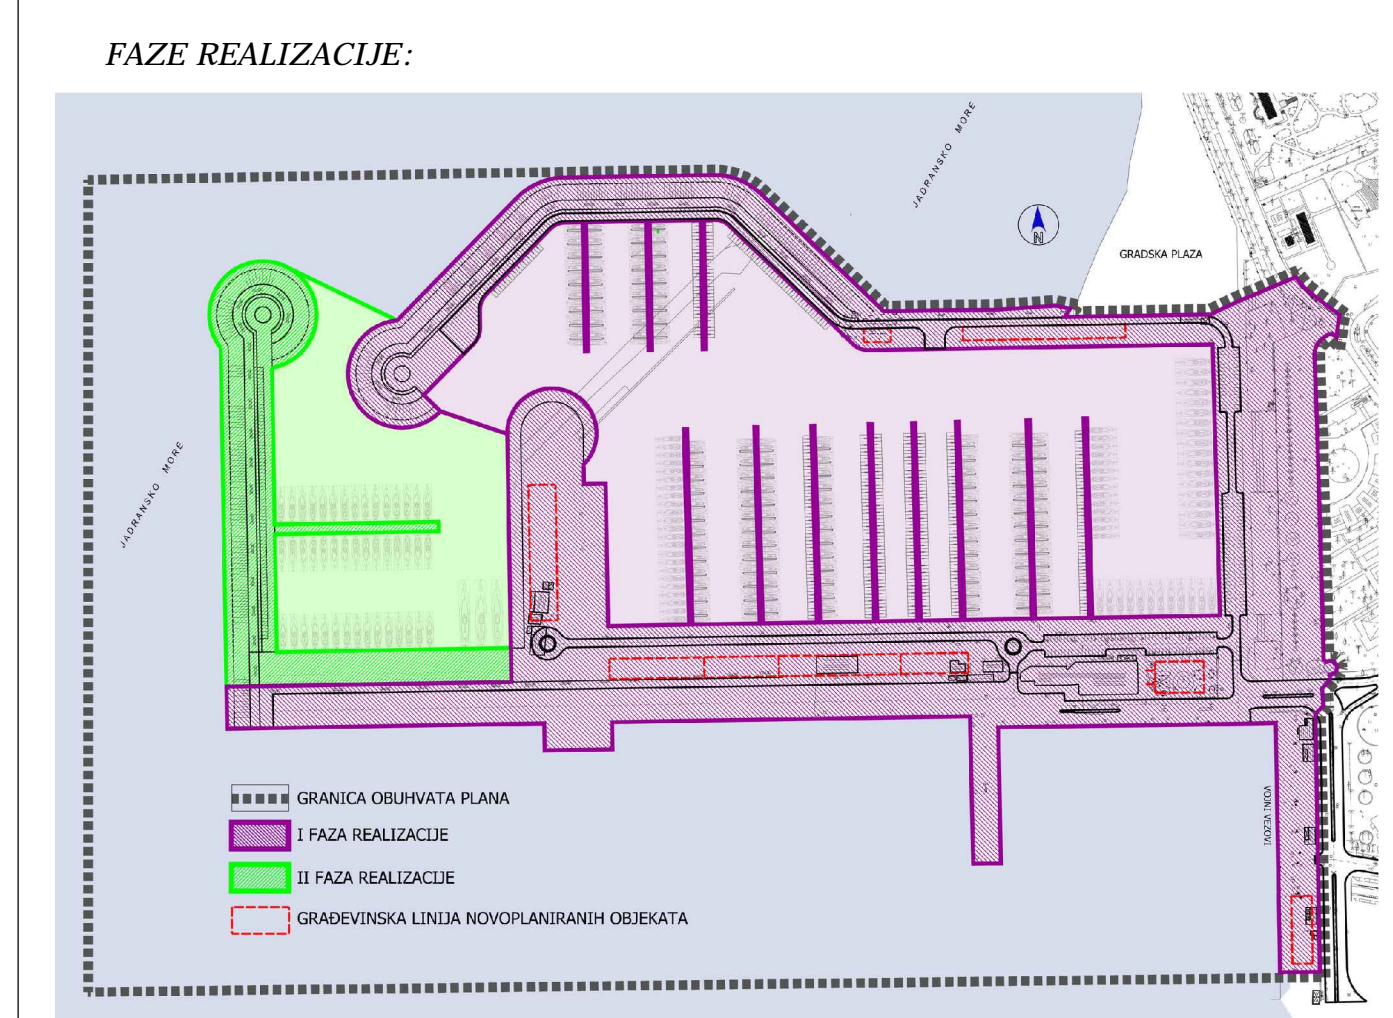 FAZE REALIZACIJE:
JADRANSKO MORE
GRADSKA PLAZA
N
JADRANSKO MORE
VOJNI VEZOVI
GRANICA OBUHVATA PLANA
I FAZA REALIZACIJE
II FAZA REALIZACIJE
GRAĐEVINSKA LINIJA NOVOPLANIRANIH OBJEKATA